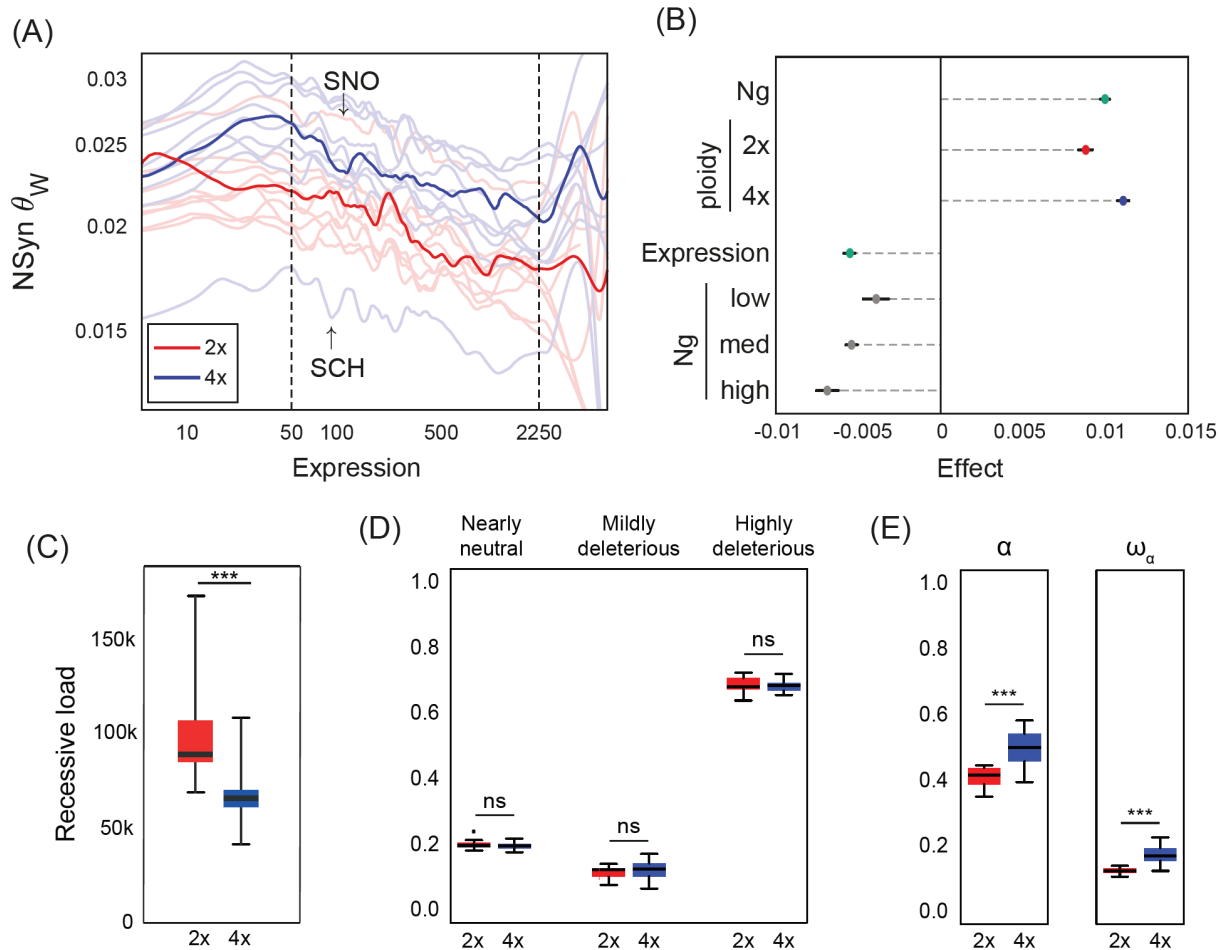 (A)
NSyn θW
0.03
0.025
0.02
0.015
SNO
↓
↑
SCH
2x
4x
10 50 100 500 2250
Expression
(B)
Ng
ploidy
2x
4x
Expression
Ng
low
med
high
-0.01 -0.005 0 0.005 0.01 0.015
Effect
(C)
Recessive load
150k
100k
50k
0
***
2x 4x
(D)
Nearly neutral
Mildly deleterious
Highly deleterious
1.0
0.8
0.6
0.4
0.2
0.0
ns
ns
ns
2x 4x 2x 4x 2x 4x
(E)
α
ωα
1.0
0.8
0.6
0.4
0.2
0.0
***
***
2x 4x 2x 4x